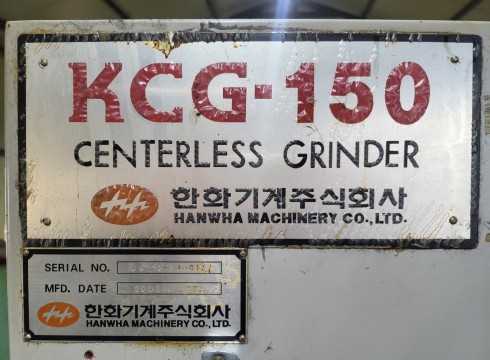 KCG-150
CENTERLESS GRINDER
한화기계주식회사
HANWHA MACHINERY CO.,LTD.
SERIAL NO.
MFD. DATE
한화기계주식회사
HANWHA MACHINERY CO.,LTD.